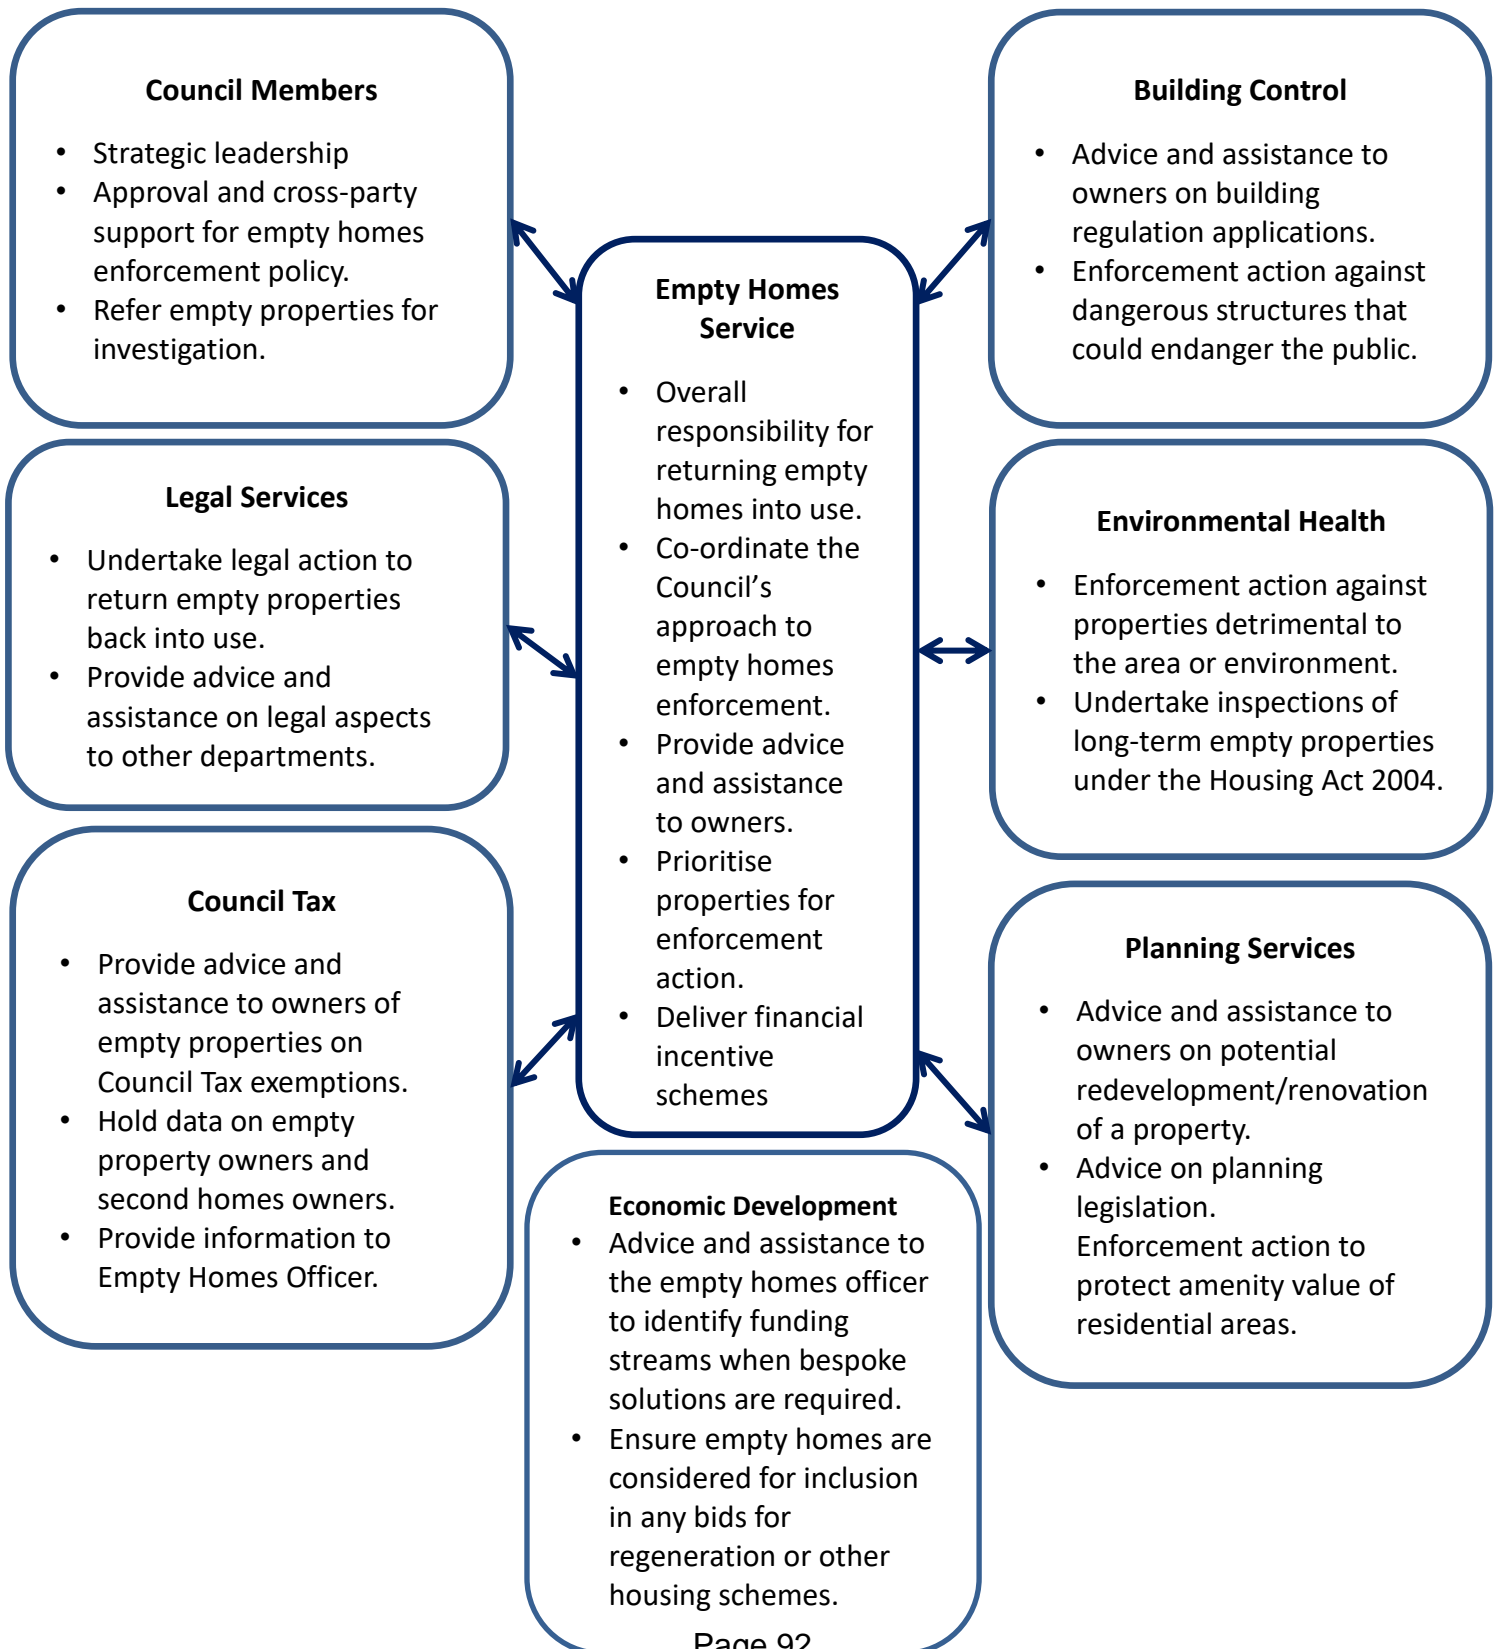 Council Members
• Strategic leadership
• Approval and cross-party
support for empty homes
enforcement policy.
• Refer empty properties for
investigation.
Legal Services
• Undertake legal action to
return empty properties
back into use.
• Provide advice and
assistance on legal aspects
to other departments.
Council Tax
• Provide advice and
assistance to owners of
empty properties on
Council Tax exemptions.
• Hold data on empty
property owners and
second homes owners.
• Provide information to
Empty Homes Officer.
Empty Homes
Service
• Overall
responsibility for
returning empty
homes into use.
• Co-ordinate the
Council’s
approach to
empty homes
enforcement.
• Provide advice
and assistance
to owners.
• Prioritise
properties for
enforcement
action.
• Deliver financial
incentive
schemes
Economic Development
• Advice and assistance to
the empty homes officer
to identify funding
streams when bespoke
solutions are required.
• Ensure empty homes are
considered for inclusion
in any bids for
regeneration or other
housing schemes.
Building Control
• Advice and assistance to
owners on building
regulation applications.
• Enforcement action against
dangerous structures that
could endanger the public.
Environmental Health
• Enforcement action against
properties detrimental to
the area or environment.
• Undertake inspections of
long-term empty properties
under the Housing Act 2004.
Planning Services
• Advice and assistance to
owners on potential
redevelopment/renovation
of a property.
• Advice on planning
legislation.
Enforcement action to
protect amenity value of
residential areas.
Page 92